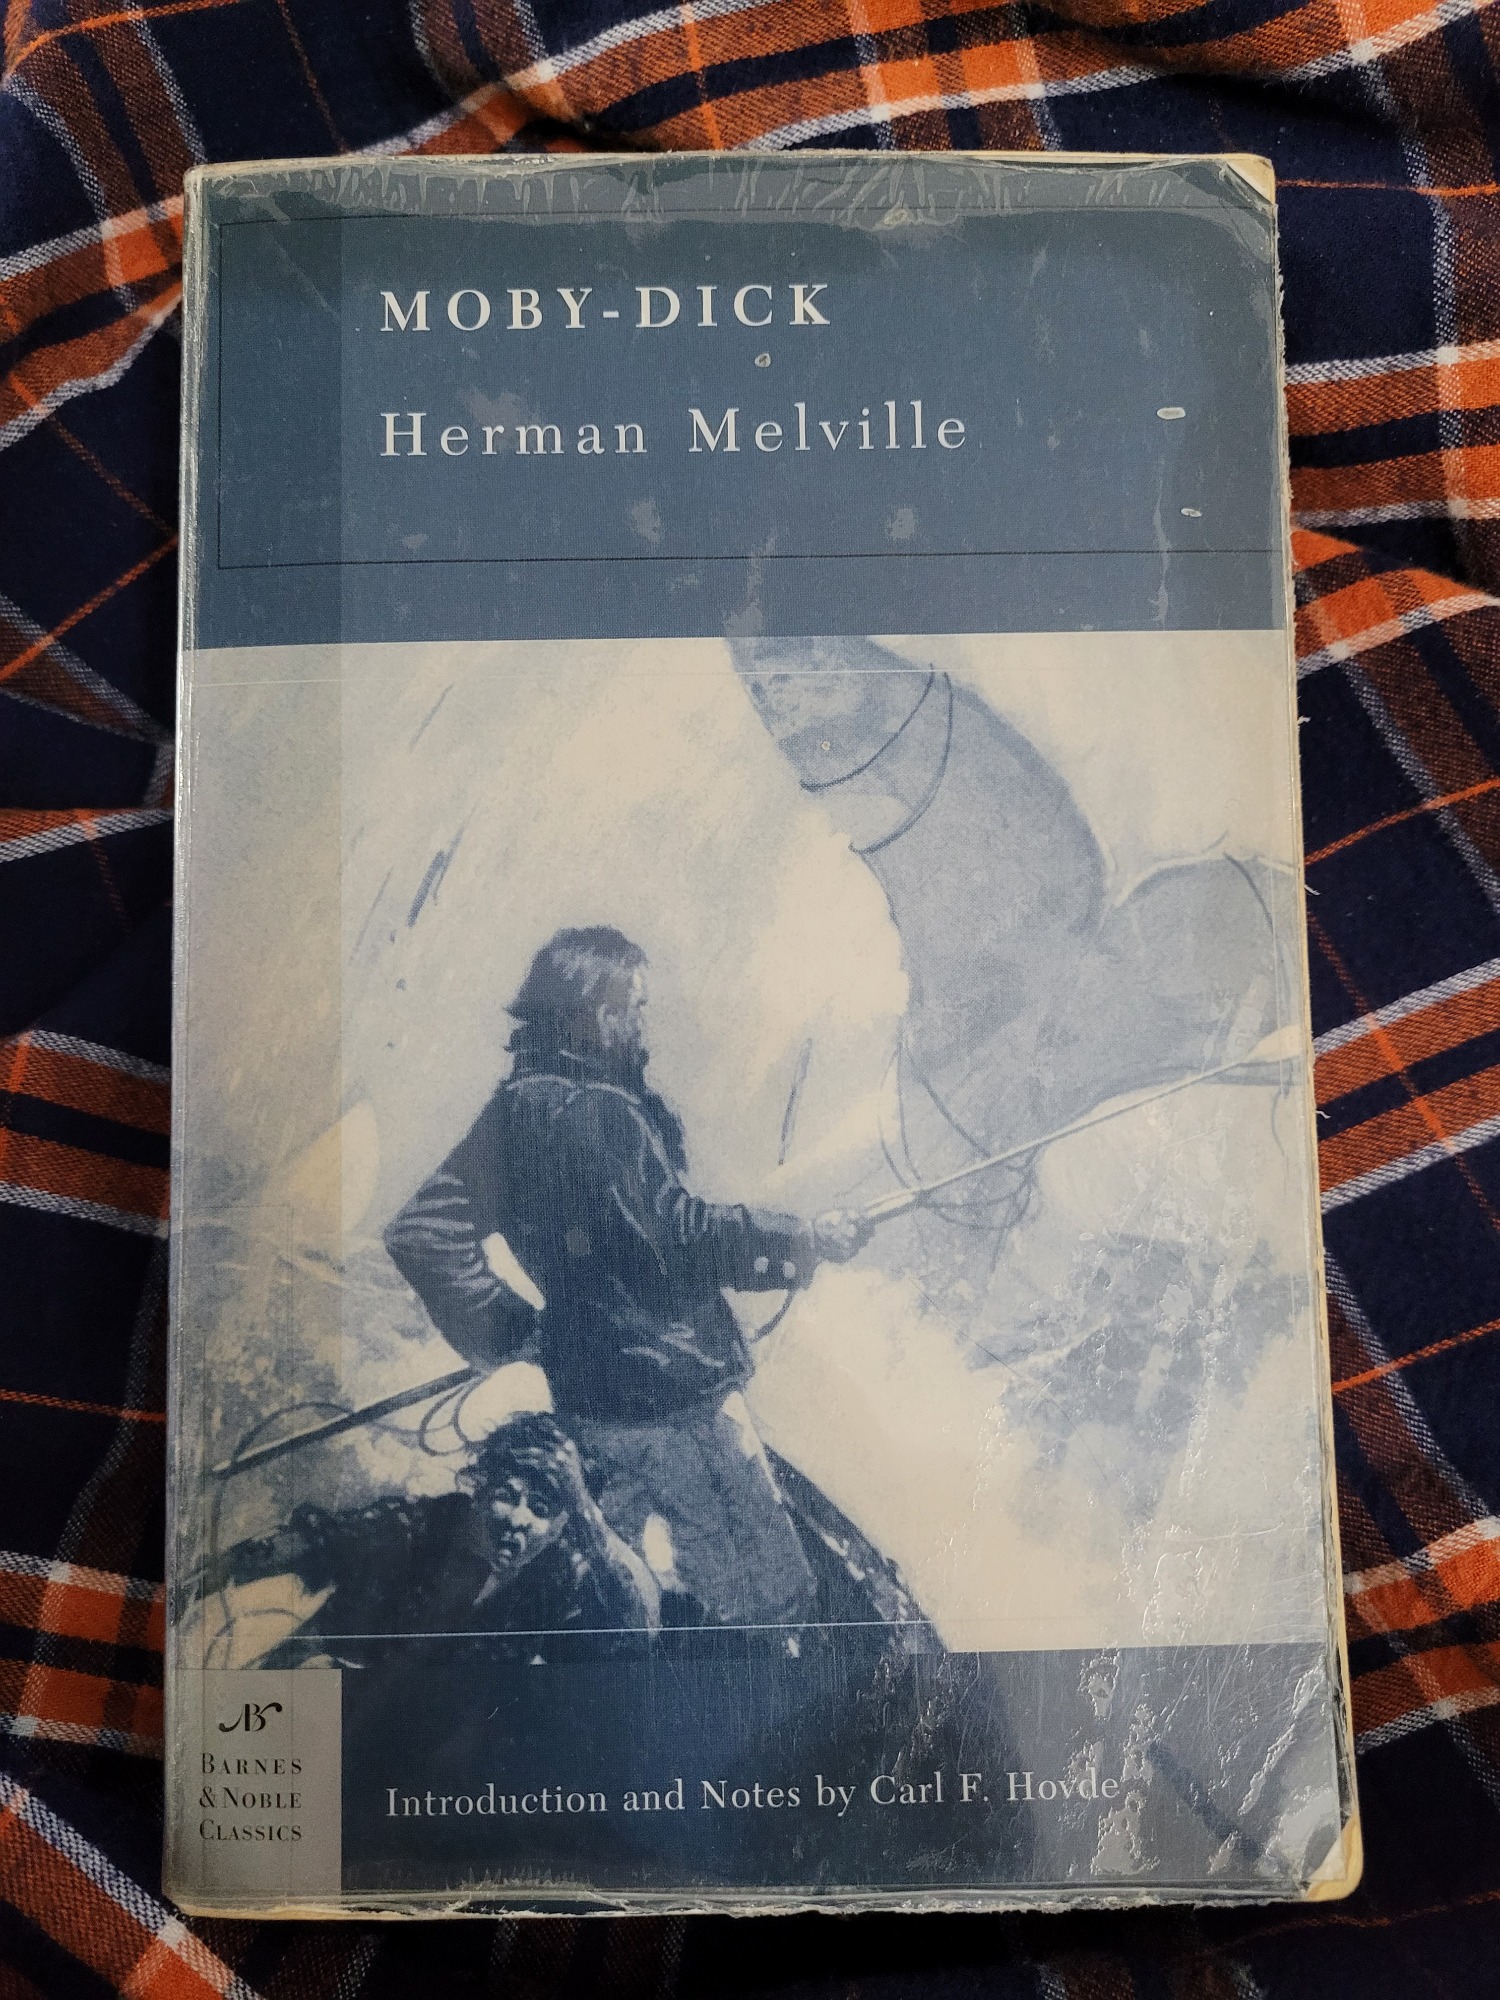 MOBY-DICK
Herman Melville
BARNES
& NOBLE
CLASSICS
Introduction and Notes by Carl F. Hovde